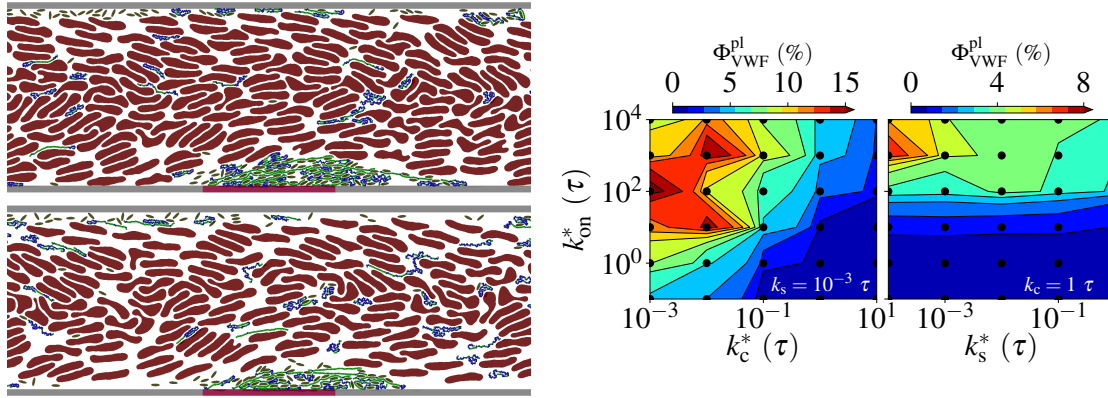 Φ^pl_VWF (%)
0 5 10 15
Φ^pl_VWF (%)
0 4 8
k*_on (τ)
10^4
10^2
10^0
k_s = 10^−3 τ
k_c = 1 τ
10^−3 10^−1 10^1
10^−3 10^−1
k*_c (τ)
k*_s (τ)